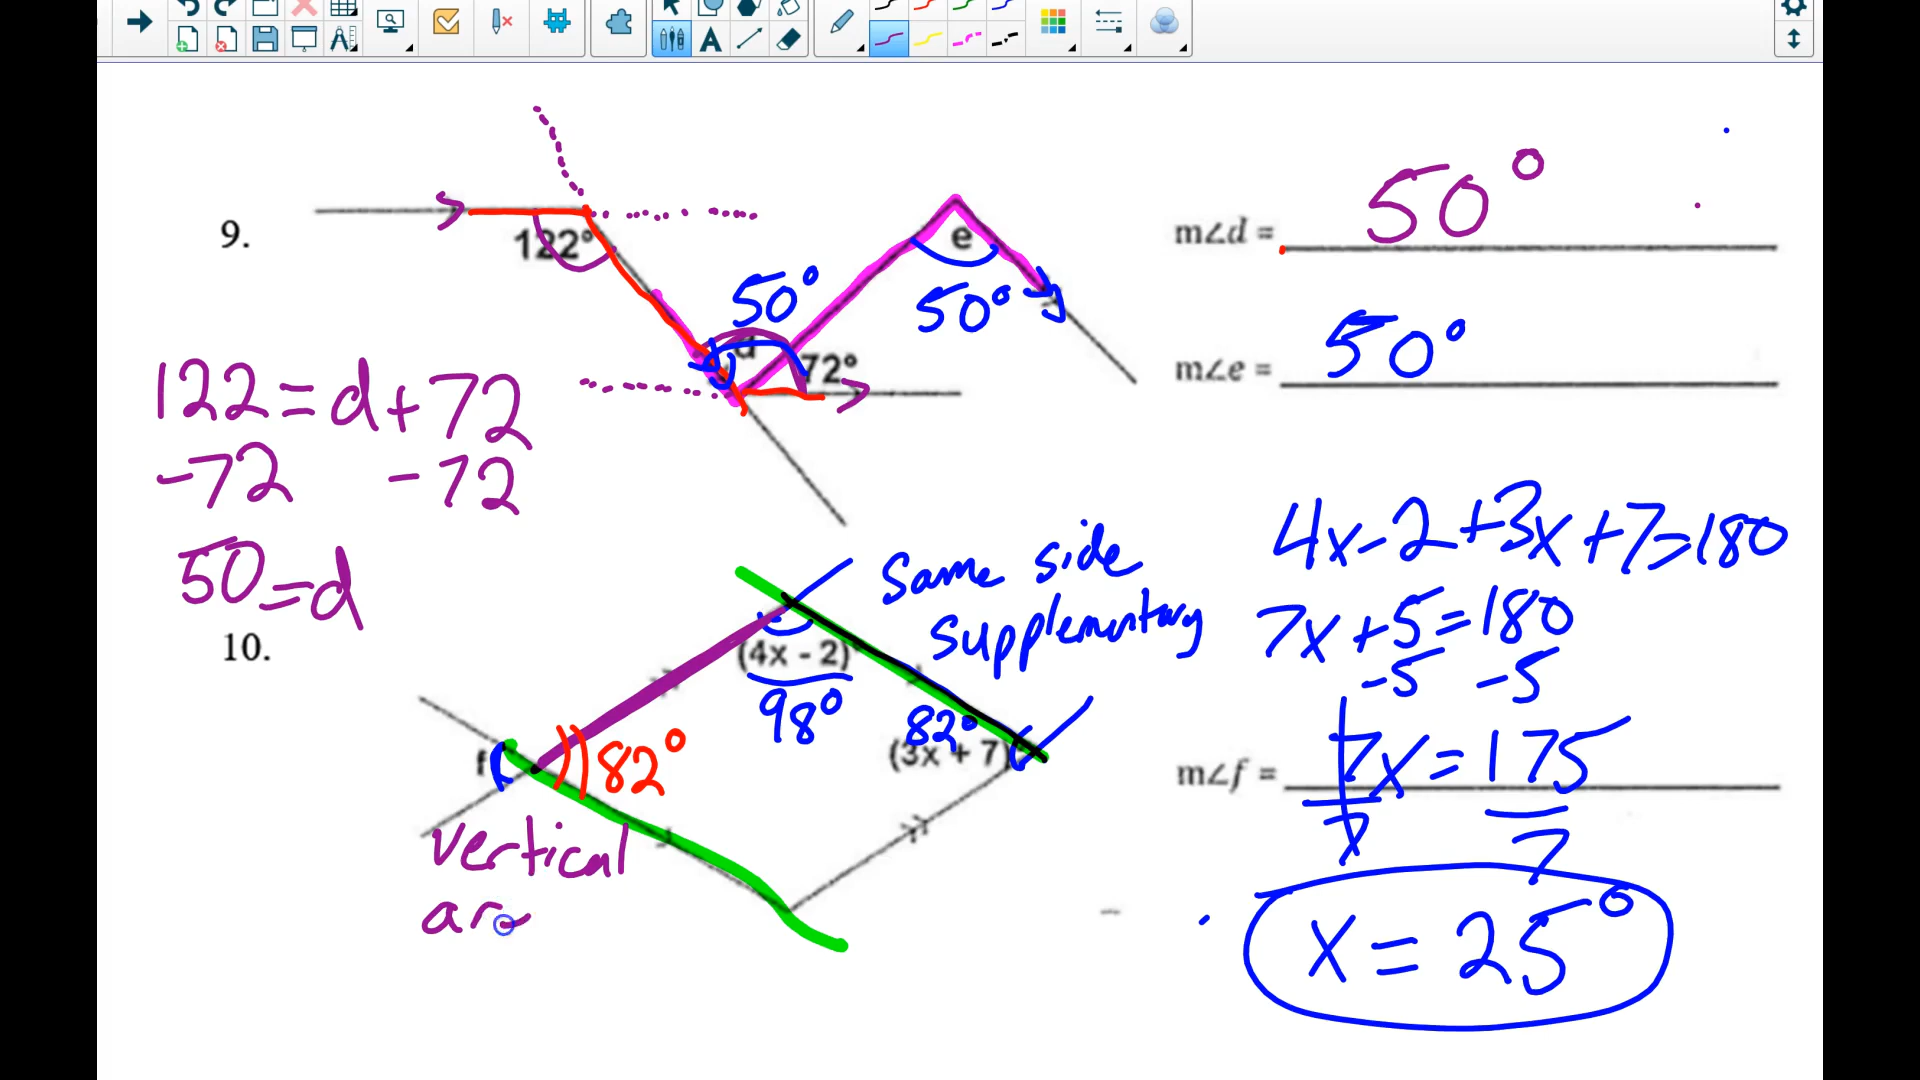 9.
122°
d
72°
e
50°
50°
m∠d = 50°
m∠e = 50°
122 = d + 72
-72 -72
50 = d
10.
(4x - 2)
98°
Same side
supplementary
82°
(3x + 7)
f
82°
vertical
ar
4x - 2 + 3x + 7 = 180
7x + 5 = 180
-5 -5
7x = 175
7 7
x = 25°
m∠f =
A